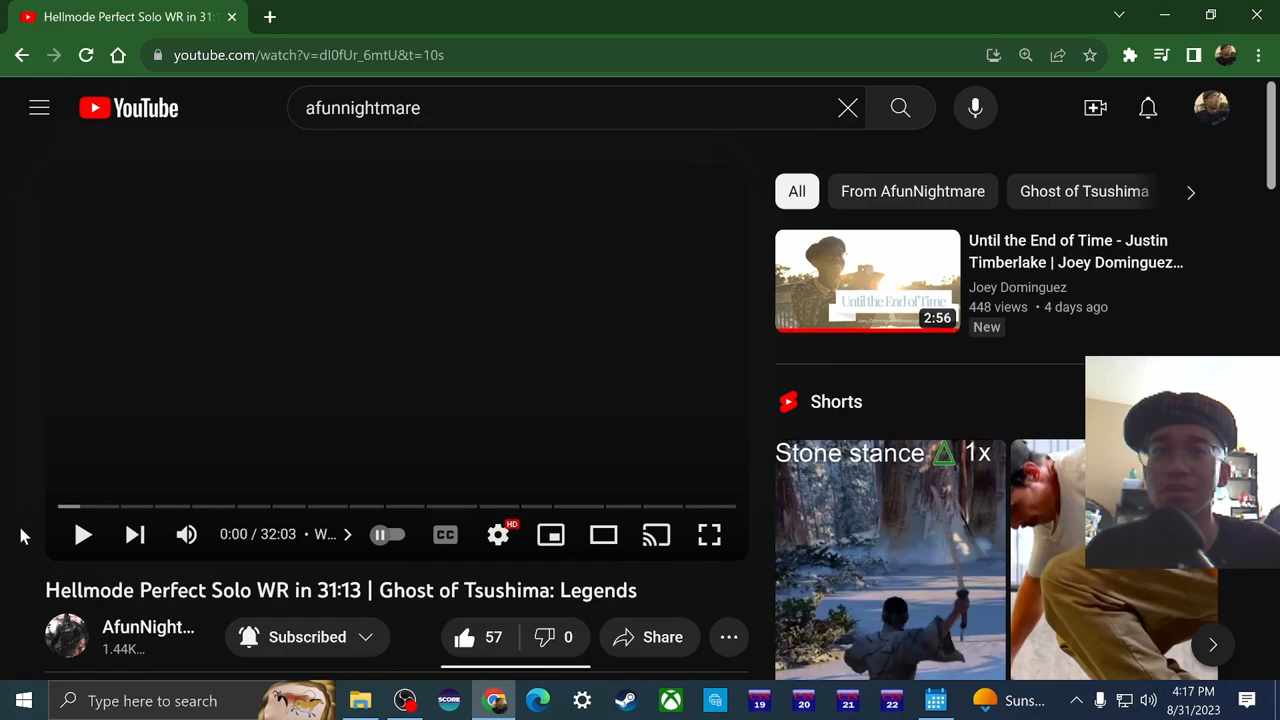 Hellmode Perfect Solo WR in 31:1
youtube.com/watch?v=dI0fUr_6mtU&t=10s
YouTube
afunnightmare
All
From AfunNightmare
Ghost of Tsushima
Until the End of Time - Justin
Timberlake | Joey Dominguez...
Joey Dominguez
448 views • 4 days ago
New
Until the End of Time
2:56
Shorts
Stone stance 1x
0:00 / 32:03 • W...
CC
HD
Hellmode Perfect Solo WR in 31:13 | Ghost of Tsushima: Legends
AfunNight...
1.44K...
Subscribed
57
0
Share
Type here to search
SCORE
19
20
21
22
Suns...
4:17 PM
8/31/2023